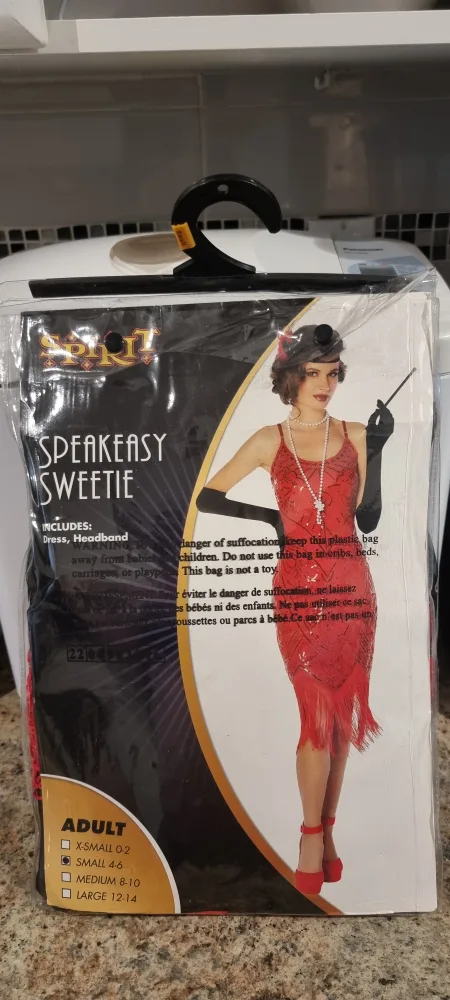 SPIRIT
SPEAKEASY
SWEETIE
INCLUDES:
Dress, Headband
WARNING: danger of suffocation keep this plastic bag
away from babies children. Do not use this bag in cribs, beds,
carriages, or This bag is not a toy.
éviter le danger de suffocation, ne laissez
bébés ni des enfants. Ne pas utiliser ce sac
ou parcs à bébé.Ce sac n'est pas un
ADULT
X-SMALL 0-2
SMALL 4-6
MEDIUM 8-10
LARGE 12-14